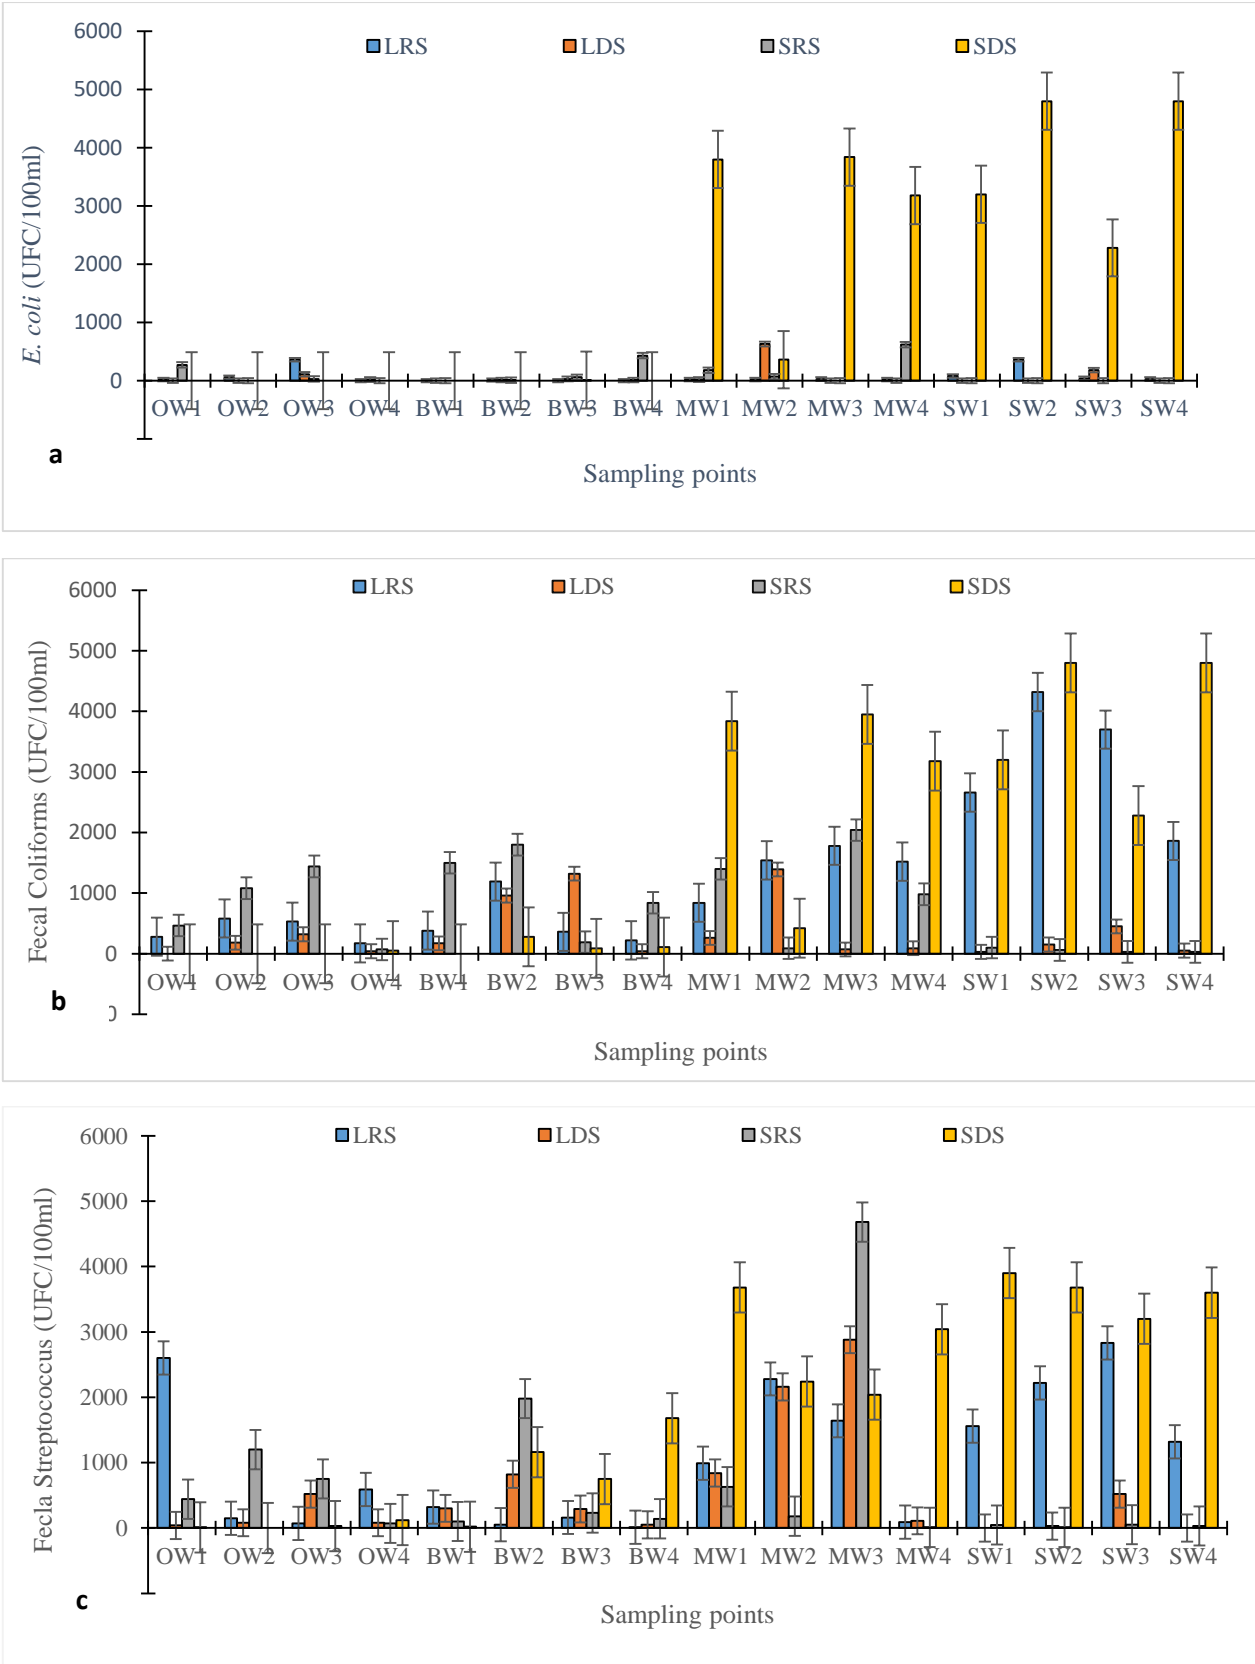 6000
LRS LDS SRS SDS
5000
4000
3000
2000
1000
0
E. coli (UFC/100ml)
OW1 OW2 OW3 OW4 BW1 BW2 BW3 BW4 MW1 MW2 MW3 MW4 SW1 SW2 SW3 SW4
a
Sampling points
6000
LRS LDS SRS SDS
5000
4000
3000
2000
1000
0
Fecal Coliforms (UFC/100ml)
OW1 OW2 OW3 OW4 BW1 BW2 BW3 BW4 MW1 MW2 MW3 MW4 SW1 SW2 SW3 SW4
b
0
Sampling points
6000
LRS LDS SRS SDS
5000
4000
3000
2000
1000
0
Fecla Streptococcus (UFC/100ml)
OW1 OW2 OW3 OW4 BW1 BW2 BW3 BW4 MW1 MW2 MW3 MW4 SW1 SW2 SW3 SW4
c
Sampling points